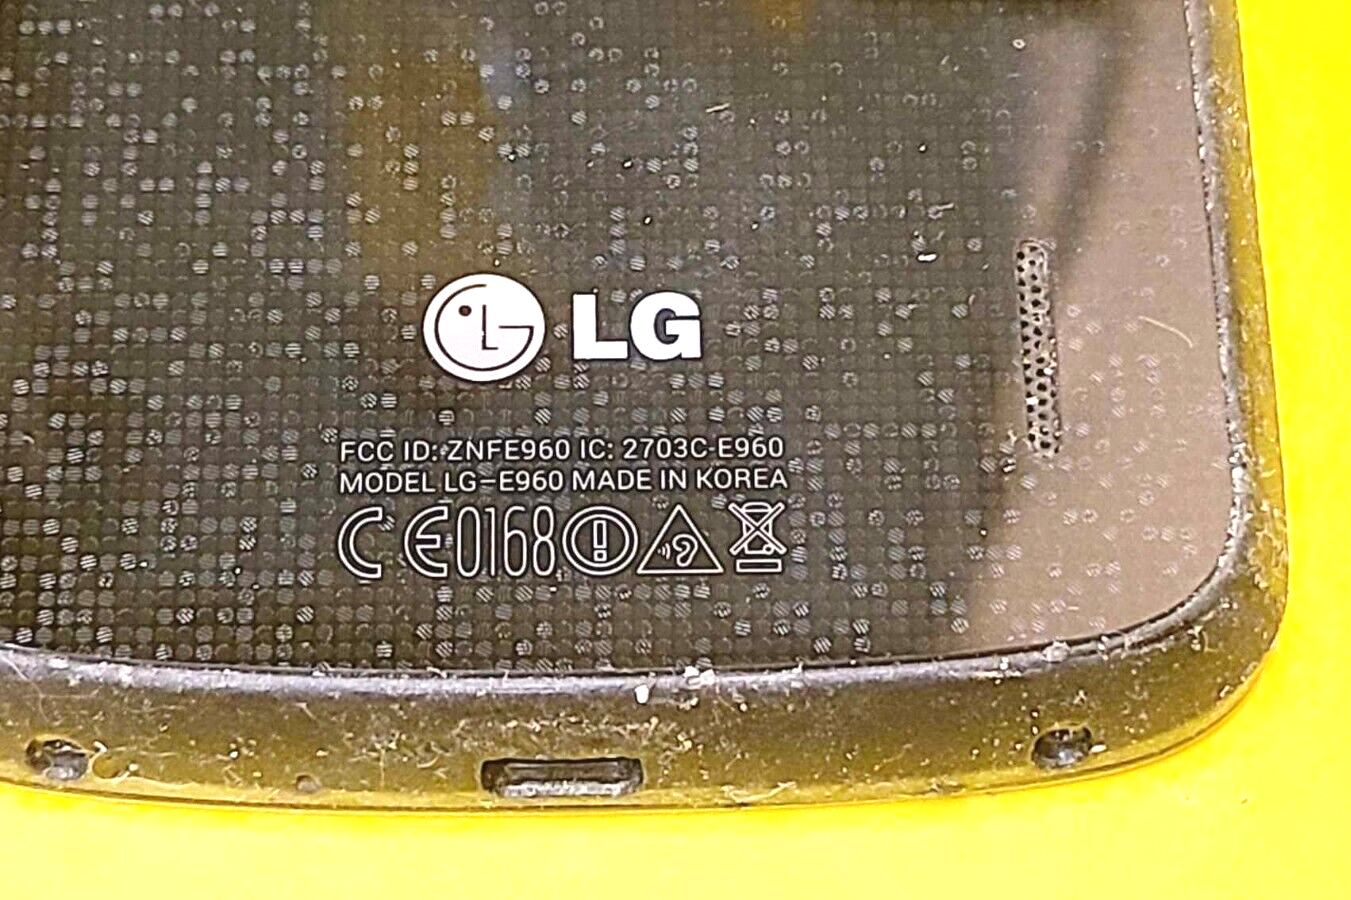 LG
FCC ID: ZNFE960 IC: 2703C-E960
MODEL LG-E960 MADE IN KOREA
CE0168